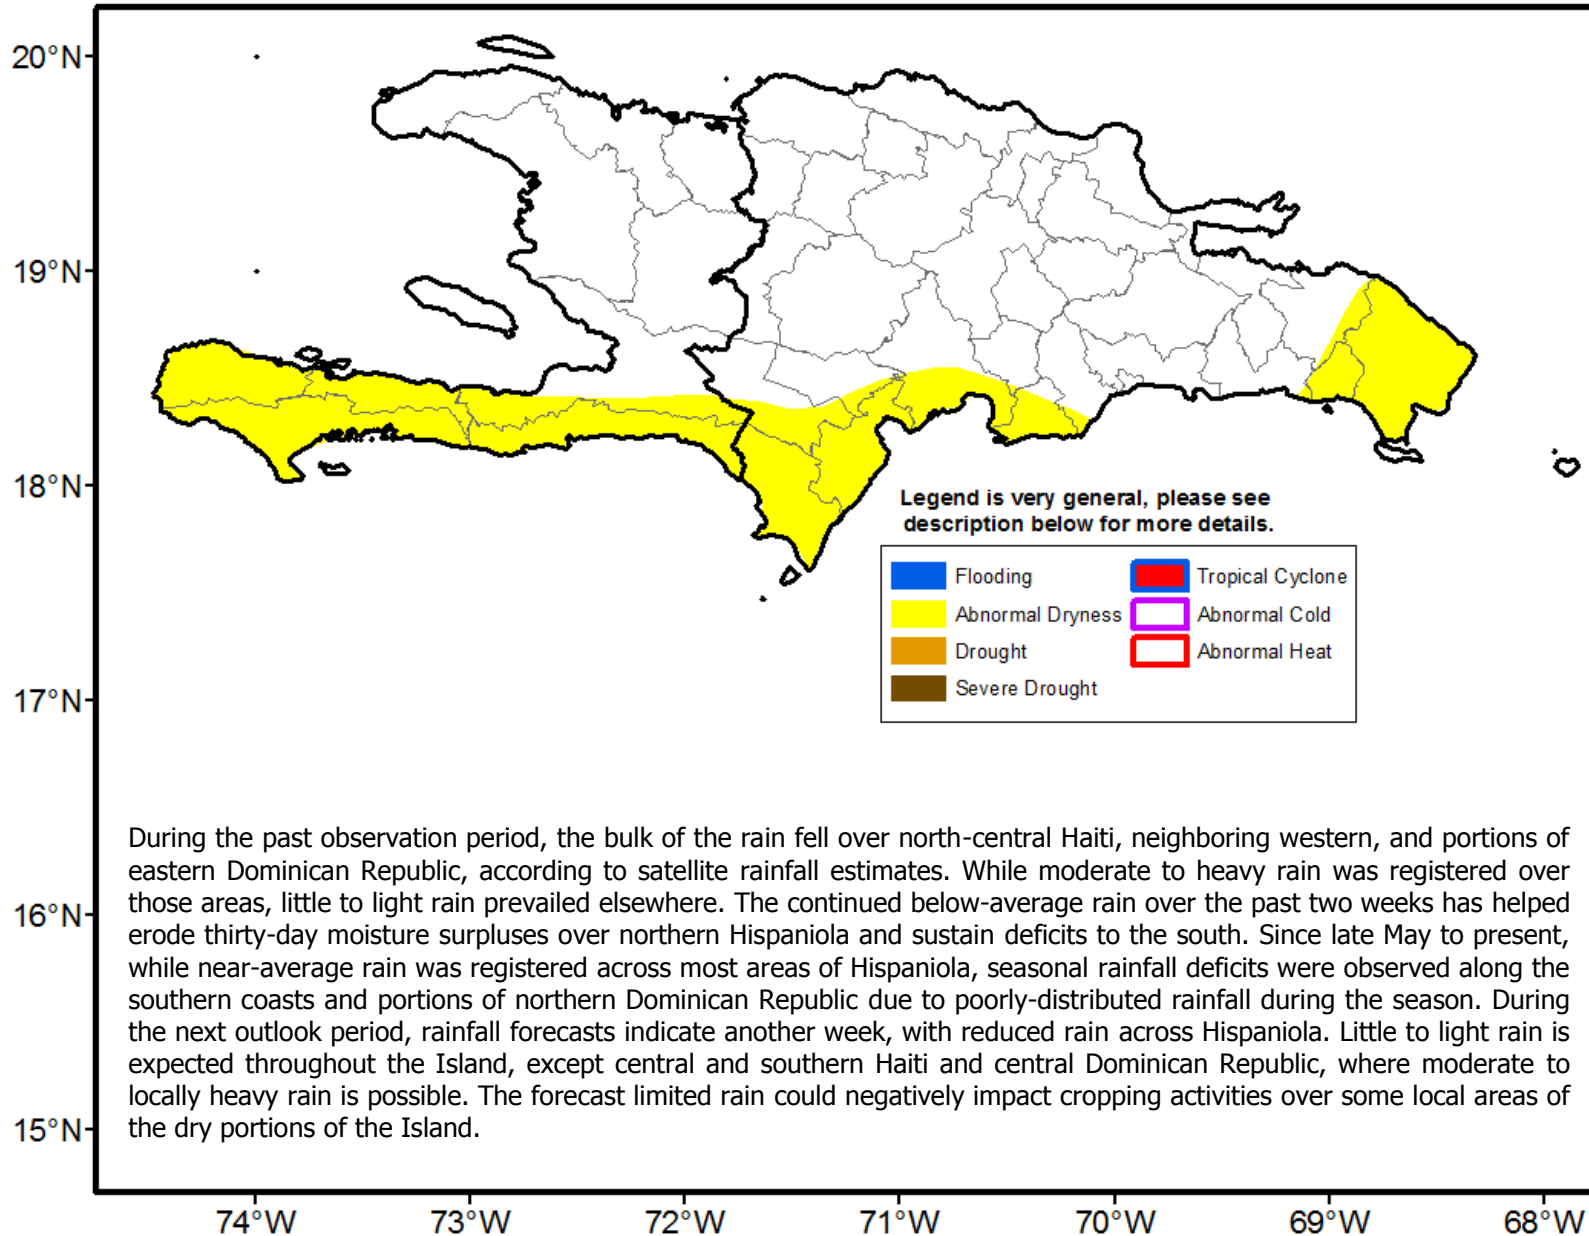 20°N
19°N
18°N
17°N
16°N
15°N
Legend is very general, please see
description below for more details.
Flooding
Tropical Cyclone
Abnormal Dryness
Abnormal Cold
Drought
Abnormal Heat
Severe Drought
During the past observation period, the bulk of the rain fell over north-central Haiti, neighboring western, and portions of
eastern Dominican Republic, according to satellite rainfall estimates. While moderate to heavy rain was registered over
those areas, little to light rain prevailed elsewhere. The continued below-average rain over the past two weeks has helped
erode thirty-day moisture surpluses over northern Hispaniola and sustain deficits to the south. Since late May to present,
while near-average rain was registered across most areas of Hispaniola, seasonal rainfall deficits were observed along the
southern coasts and portions of northern Dominican Republic due to poorly-distributed rainfall during the season. During
the next outlook period, rainfall forecasts indicate another week, with reduced rain across Hispaniola. Little to light rain is
expected throughout the Island, except central and southern Haiti and central Dominican Republic, where moderate to
locally heavy rain is possible. The forecast limited rain could negatively impact cropping activities over some local areas of
the dry portions of the Island.
74°W 73°W 72°W 71°W 70°W 69°W 68°W